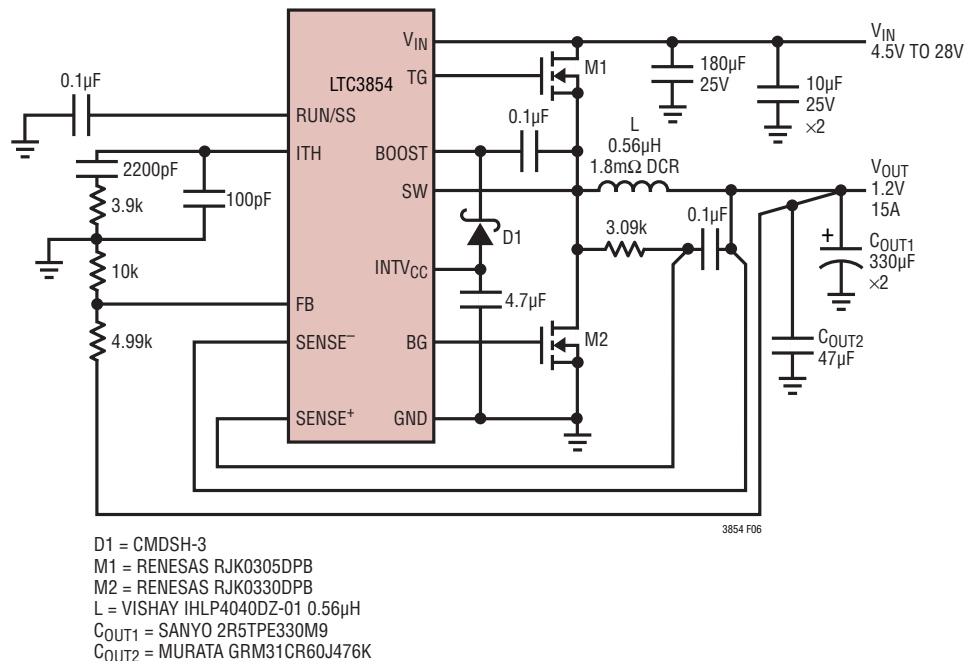 V_IN
V_IN
4.5V TO 28V
TG
M1
LTC3854
180µF
25V
10µF
25V
×2
0.1µF
RUN/SS
0.1µF
L
0.56µH
1.8mΩ DCR
ITH
BOOST
2200pF
SW
V_OUT
1.2V
15A
3.9k
100pF
0.1µF
3.09k
D1
+
C_OUT1
330µF
×2
10k
INTV_CC
4.7µF
FB
4.99k
SENSE⁻
BG
M2
C_OUT2
47µF
SENSE⁺
GND
3854 F06
D1 = CMDSH-3
M1 = RENESAS RJK0305DPB
M2 = RENESAS RJK0330DPB
L = VISHAY IHLP4040DZ-01 0.56µH
C_OUT1 = SANYO 2R5TPE330M9
C_OUT2 = MURATA GRM31CR60J476K